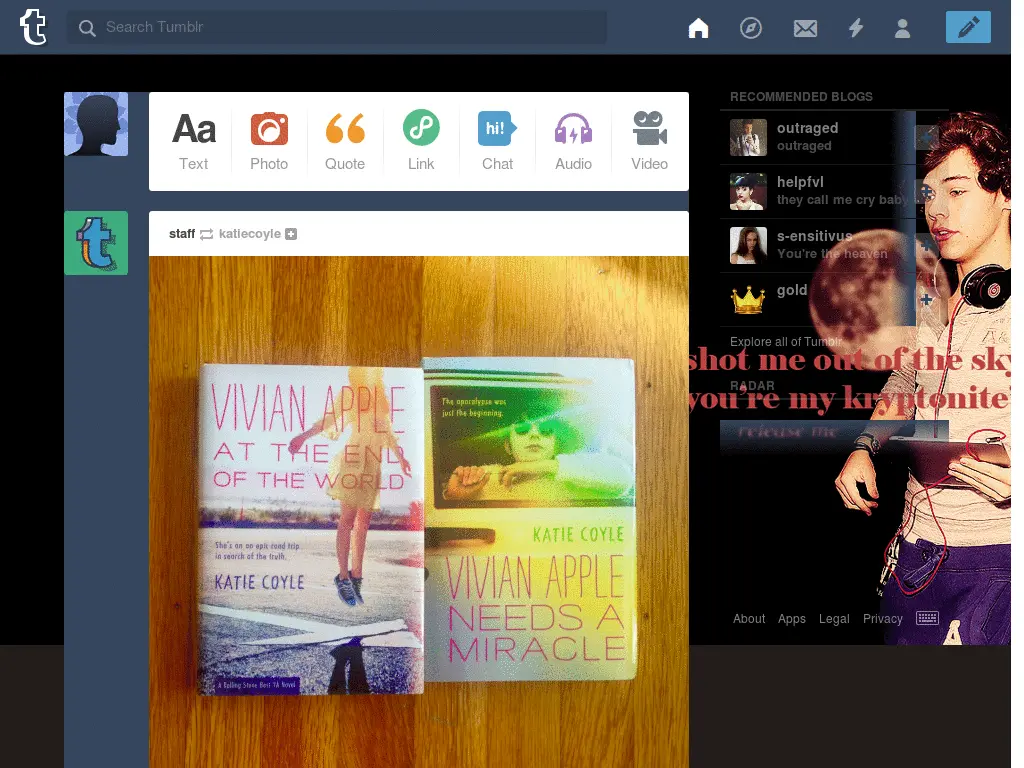 t
Search Tumblr
Aa
Text
Photo
Quote
Link
hi!
Chat
Audio
Video
staff katiecoyle
t
VIVIAN APPLE
AT THE END
OF THE WORLD
She's on an epic road trip
in search of the truth.
KATIE COYLE
A Rolling Stone Best YA Novel
The apocalypse was
just the beginning.
KATIE COYLE
VIVIAN APPLE
NEEDS A
MIRACLE
RECOMMENDED BLOGS
outraged
outraged
helpfvl
they call me cry baby
s-ensitivus
You're the heaven
gold
Explore all of Tumblr
shot me out of the sky
RADAR
you're my kryptonite
release me
About Apps Legal Privacy